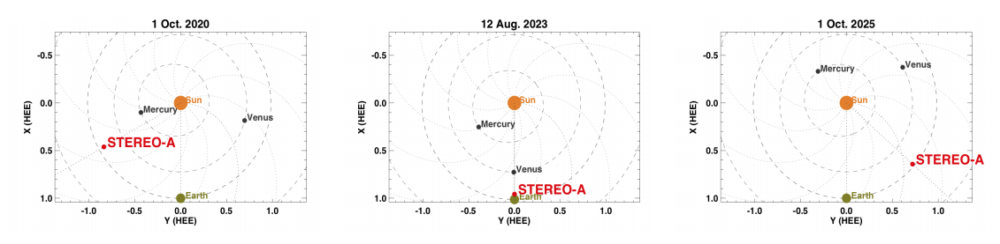 1 Oct. 2020
-0.5
0.0
0.5
1.0
X (HEE)
Sun
Mercury
Venus
STEREO-A
Earth
-1.0 -0.5 0.0 0.5 1.0
Y (HEE)
12 Aug. 2023
-0.5
0.0
0.5
1.0
X (HEE)
Sun
Mercury
Venus
STEREO-A
Earth
-1.0 -0.5 0.0 0.5 1.0
Y (HEE)
1 Oct. 2025
-0.5
0.0
0.5
1.0
X (HEE)
Mercury
Venus
Sun
STEREO-A
Earth
-1.0 -0.5 0.0 0.5 1.0
Y (HEE)